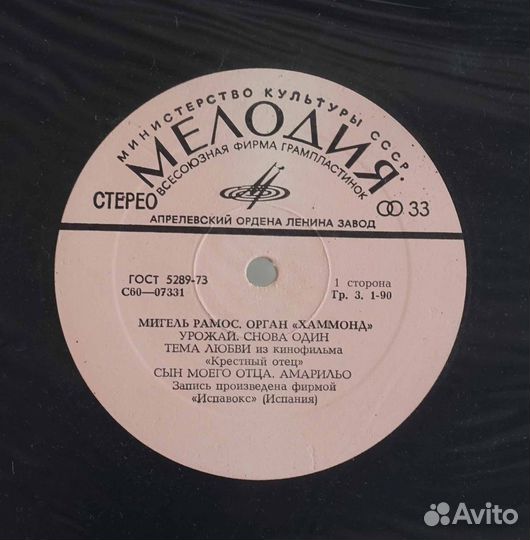 МИНИСТЕРСТВО КУЛЬТУРЫ СССР
МЕЛОДИЯ
ВСЕСОЮЗНАЯ ФИРМА ГРАМПЛАСТИНОК
СТЕРЕО
33
АПРЕЛЕВСКИЙ ОРДЕНА ЛЕНИНА ЗАВОД
ГОСТ 5289-73
С60—07331
1 сторона
Гр. 3. 1-90
МИГЕЛЬ РАМОС. ОРГАН «ХАММОНД»
УРОЖАЙ. СНОВА ОДИН
ТЕМА ЛЮБВИ из кинофильма
«Крестный отец»
СЫН МОЕГО ОТЦА. АМАРИЛЬО
Запись произведена фирмой
«Испавокс» (Испания)
Avito